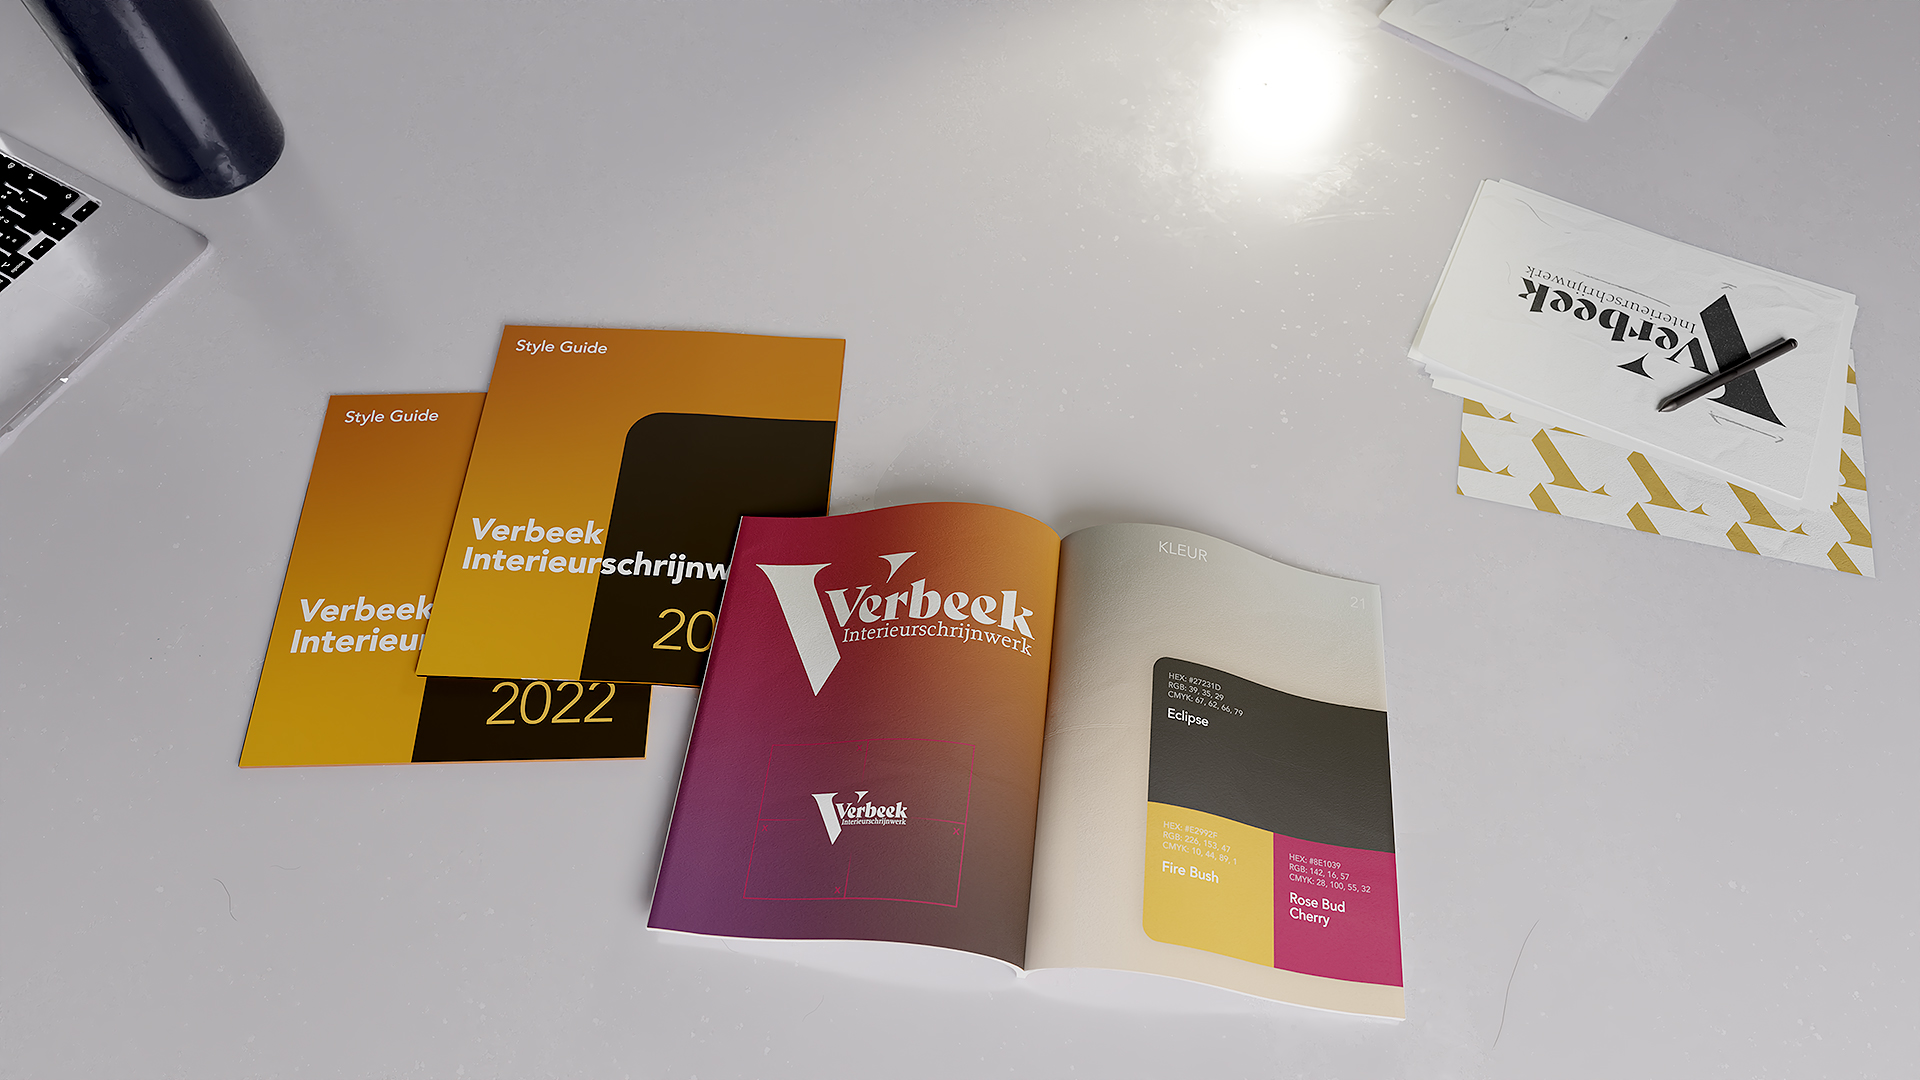 Style Guide
Verbeek
Interieurschrijnw
20
Style Guide
Verbeek
Interieur
2022
Verbeek
Interieurschrijnwerk
Verbeek
Interieurschrijnwerk
KLEUR
21
HEX: #27231D
RGB: 39, 35, 29
CMYK: 67, 62, 66, 79
Eclipse
HEX: #E2992F
RGB: 226, 153, 47
CMYK: 10, 44, 89, 1
Fire Bush
HEX: #8E1039
RGB: 142, 16, 57
CMYK: 28, 100, 55, 32
Rose Bud
Cherry
Verbeek
Interieurschrijnwerk